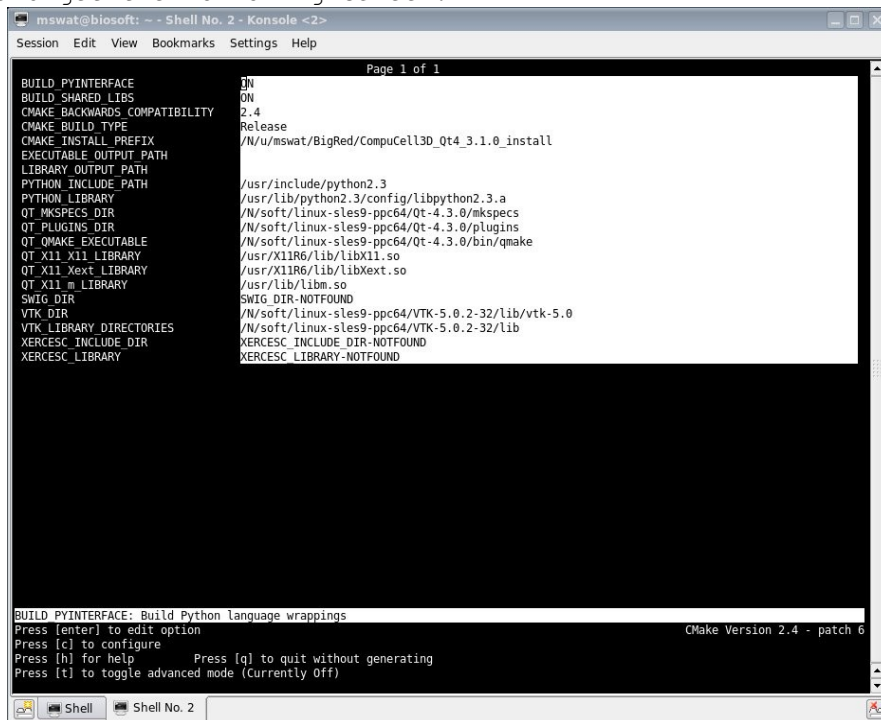 mswat@biosoft: ~ - Shell No. 2 - Konsole <2>
Session Edit View Bookmarks Settings Help
Page 1 of 1
BUILD_PYINTERFACE ON
BUILD_SHARED_LIBS ON
CMAKE_BACKWARDS_COMPATIBILITY 2.4
CMAKE_BUILD_TYPE Release
CMAKE_INSTALL_PREFIX /N/u/mswat/BigRed/CompuCell3D_Qt4_3.1.0_install
EXECUTABLE_OUTPUT_PATH
LIBRARY_OUTPUT_PATH
PYTHON_INCLUDE_PATH /usr/include/python2.3
PYTHON_LIBRARY /usr/lib/python2.3/config/libpython2.3.a
QT_MKSPECS_DIR /N/soft/linux-sles9-ppc64/Qt-4.3.0/mkspecs
QT_PLUGINS_DIR /N/soft/linux-sles9-ppc64/Qt-4.3.0/plugins
QT_QMAKE_EXECUTABLE /N/soft/linux-sles9-ppc64/Qt-4.3.0/bin/qmake
QT_X11_X11_LIBRARY /usr/X11R6/lib/libX11.so
QT_X11_Xext_LIBRARY /usr/X11R6/lib/libXext.so
QT_X11_m_LIBRARY /usr/lib/libm.so
SWIG_DIR SWIG_DIR-NOTFOUND
VTK_DIR /N/soft/linux-sles9-ppc64/VTK-5.0.2-32/lib/vtk-5.0
VTK_LIBRARY_DIRECTORIES /N/soft/linux-sles9-ppc64/VTK-5.0.2-32/lib
XERCESC_INCLUDE_DIR XERCESC_INCLUDE_DIR-NOTFOUND
XERCESC_LIBRARY XERCESC_LIBRARY-NOTFOUND
BUILD_PYINTERFACE: Build Python language wrappings
Press [enter] to edit option CMake Version 2.4 - patch 6
Press [c] to configure
Press [h] for help Press [q] to quit without generating
Press [t] to toggle advanced mode (Currently Off)
Shell Shell No. 2